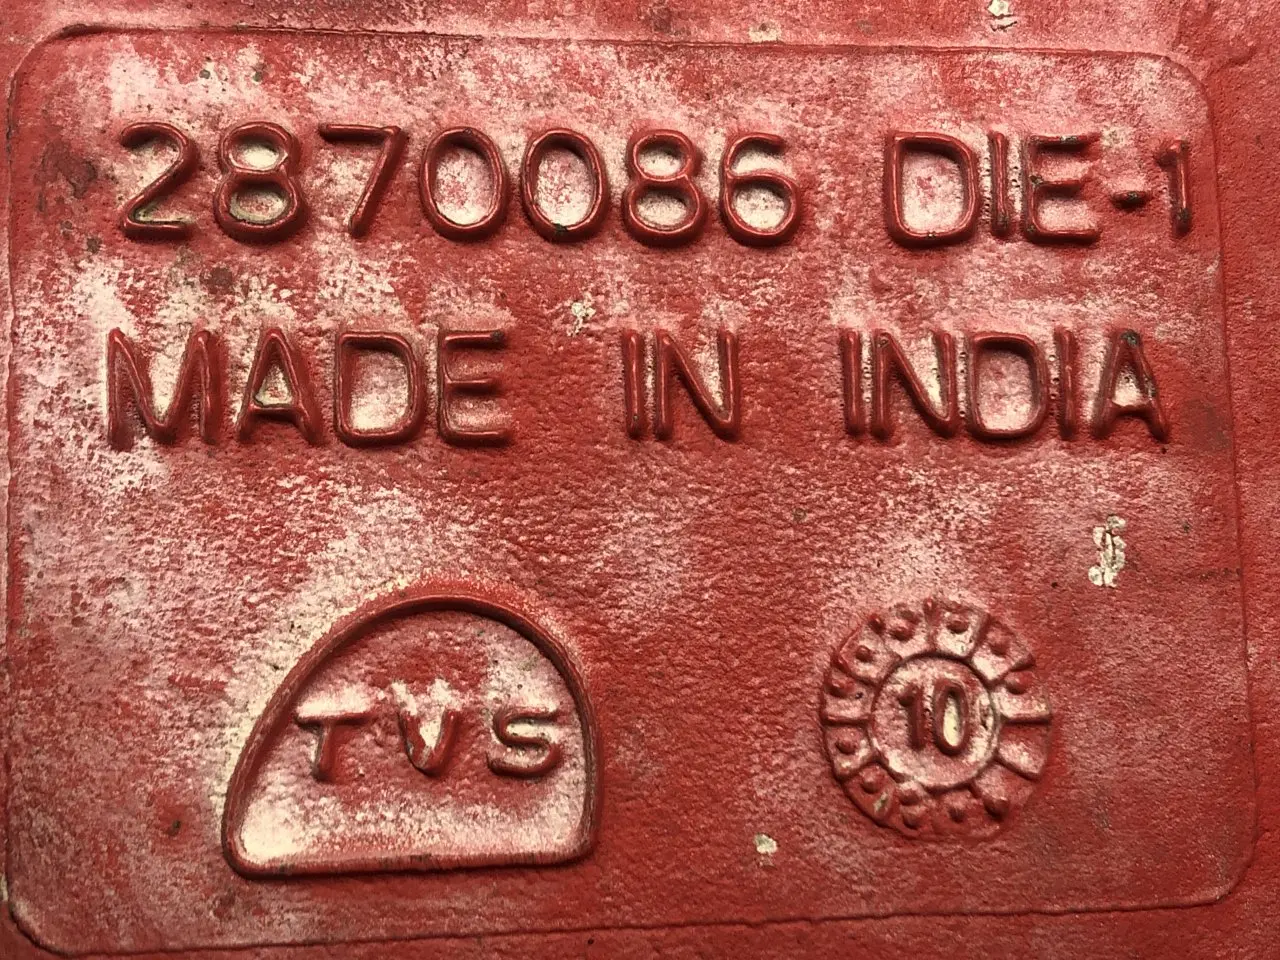 2870086 DIE-1
MADE IN INDIA
TVS
10